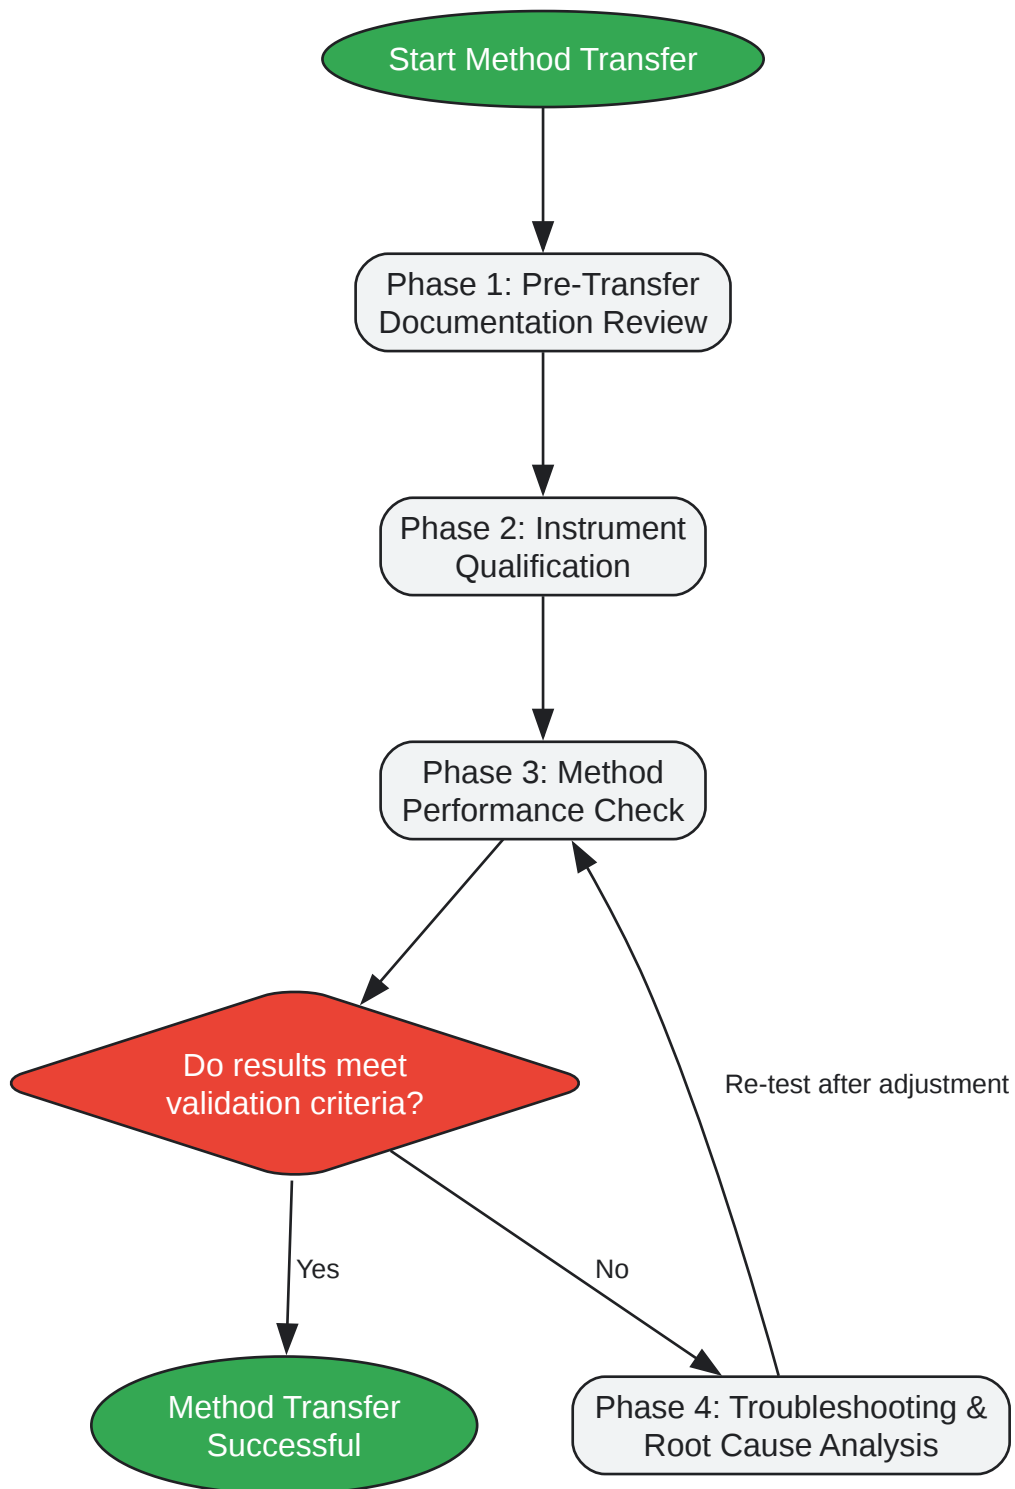 Start Method Transfer
Phase 1: Pre-Transfer
Documentation Review
Phase 2: Instrument
Qualification
Phase 3: Method
Performance Check
Do results meet
validation criteria?
Re-test after adjustment
Yes
No
Method Transfer
Successful
Phase 4: Troubleshooting &
Root Cause Analysis